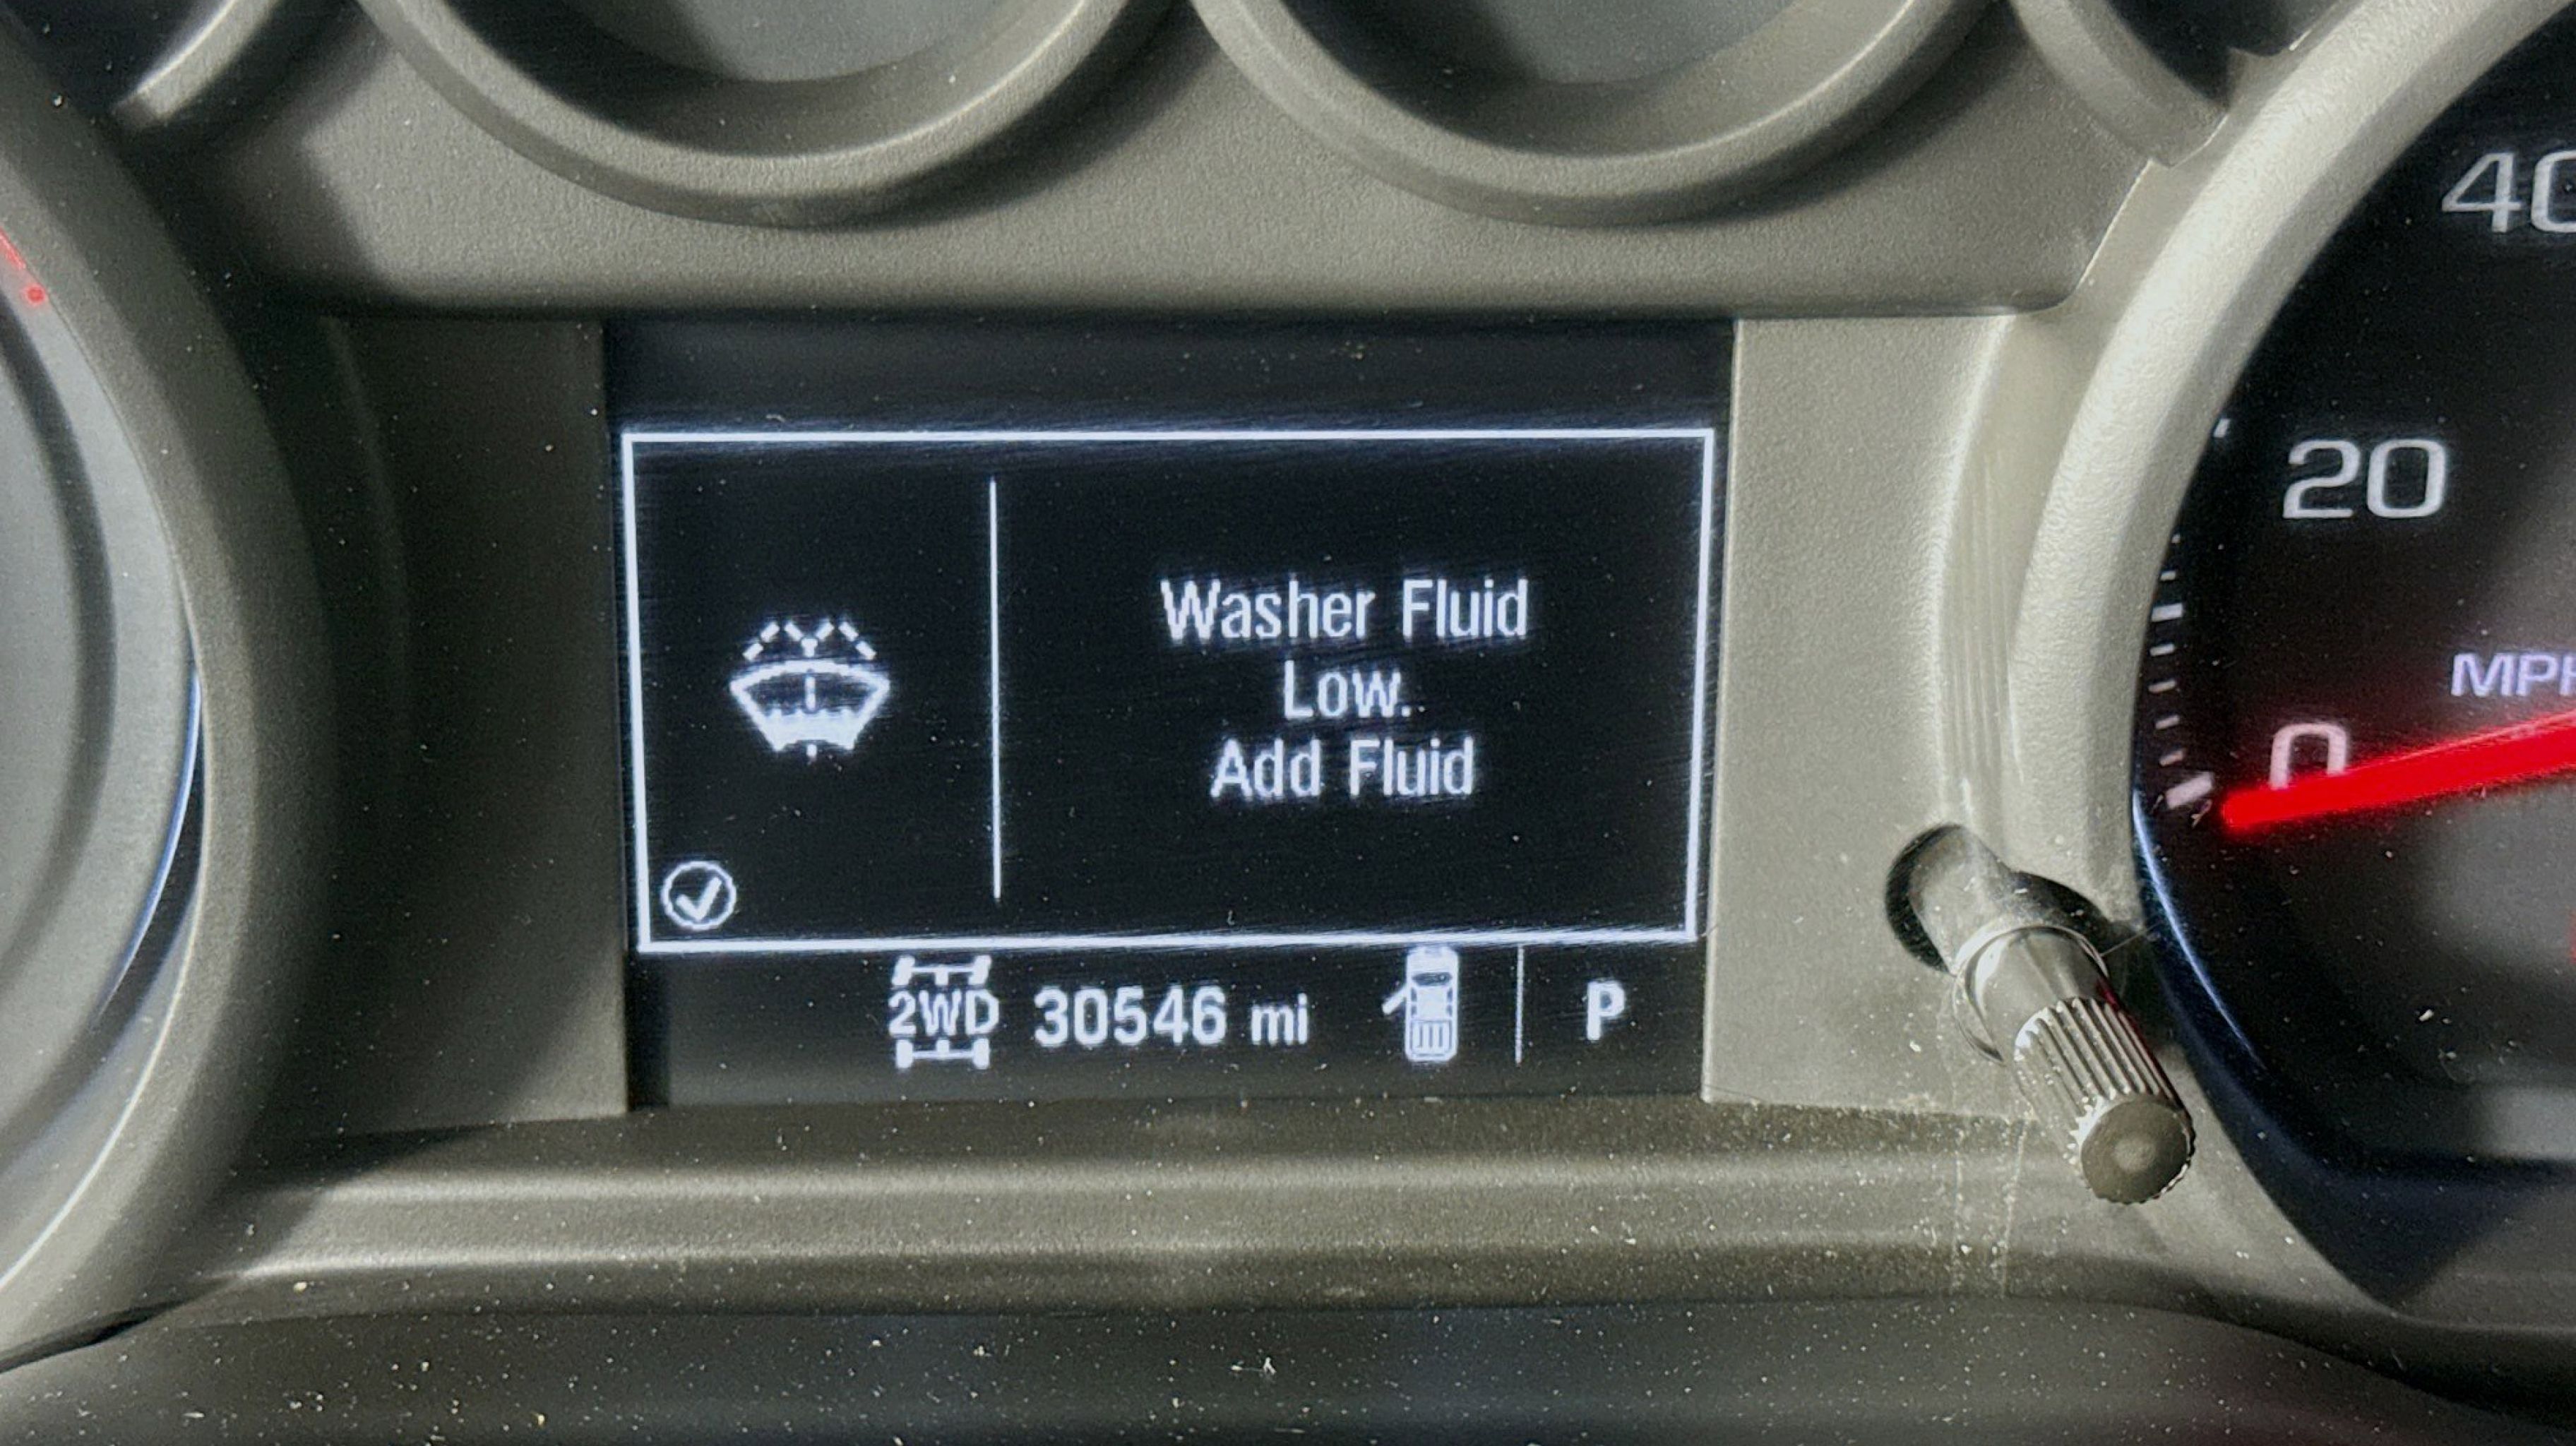 40
20
MPH
0
Washer Fluid
Low.
Add Fluid
2WD 30546 mi P